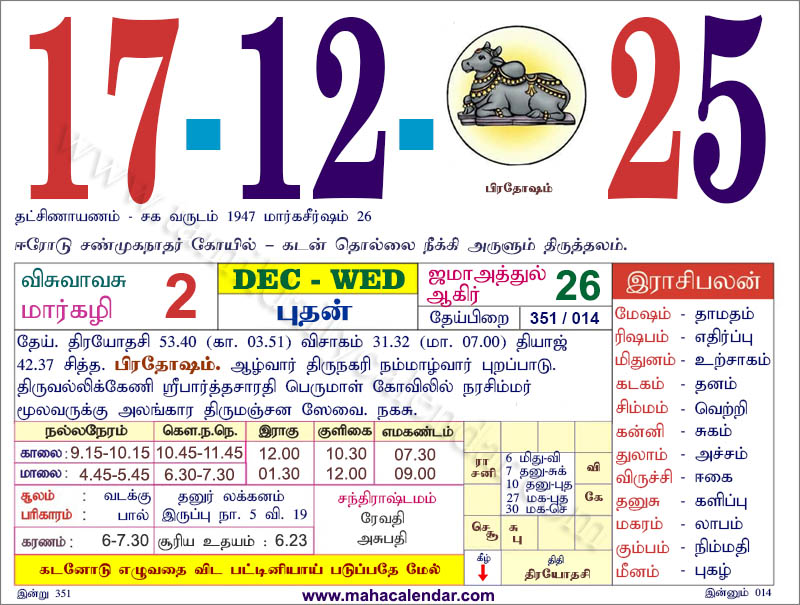 17-12-25
பிரதோஷம்
தட்சிணாயணம் - சக வருடம் 1947 மார்கசீர்ஷம் 26
ஈரோடு சண்முகநாதர் கோயில் – கடன் தொல்லை நீக்கி அருளும் திருத்தலம்.
விசுவாவசு
மார்கழி
2
DEC - WED
புதன்
ஜமாஅத்துல்
ஆகிர்
26
தேய்பிறை
351 / 014
இராசிபலன்
தேய். திரயோதசி 53.40 (கா. 03.51) விசாகம் 31.32 (மா. 07.00) தியாஜ்
42.37 சித்த. பிரதோஷம். ஆழ்வார் திருநகரி நம்மாழ்வார் புறப்பாடு.
திருவல்லிக்கேணி ஸ்ரீபார்த்தசாரதி பெருமாள் கோவிலில் நரசிம்மர்
மூலவருக்கு அலங்கார திருமஞ்சன ஸேவை. நகசு.
மேஷம் - தாமதம்
ரிஷபம் - எதிர்ப்பு
மிதுனம் - உற்சாகம்
கடகம் - தனம்
சிம்மம் - வெற்றி
கன்னி - சுகம்
துலாம் - அச்சம்
விருச்சி - ஈகை
தனுசு - களிப்பு
மகரம் - லாபம்
கும்பம் - நிம்மதி
மீனம் - புகழ்
நல்லநேரம் கௌ.ந.நெ. இராகு குளிகை எமகண்டம்
காலை: 9.15-10.15 10.45-11.45 12.00 10.30 07.30
மாலை: 4.45-5.45 6.30-7.30 01.30 12.00 09.00
சூலம் : வடக்கு
பரிகாரம் : பால்
தனுர் லக்கனம்
இருப்பு நா. 5 வி. 19
சந்திராஷ்டமம்
ரேவதி
அசுபதி
கரணம் : 6-7.30 சூரிய உதயம் : 6.23
ரா
சனி
6 மிது-வி
7 தனு-சுக்
10 தனு-புத
27 மக-புத
30 மக-செ
வி
கே
செ சூ
சு
பு
கீழ்
திதி
திரயோதசி
கடனோடு எழுவதை விட பட்டினியாய் படுப்பதே மேல்
இன்று 351
www.mahacalendar.com
இன்னும் 014